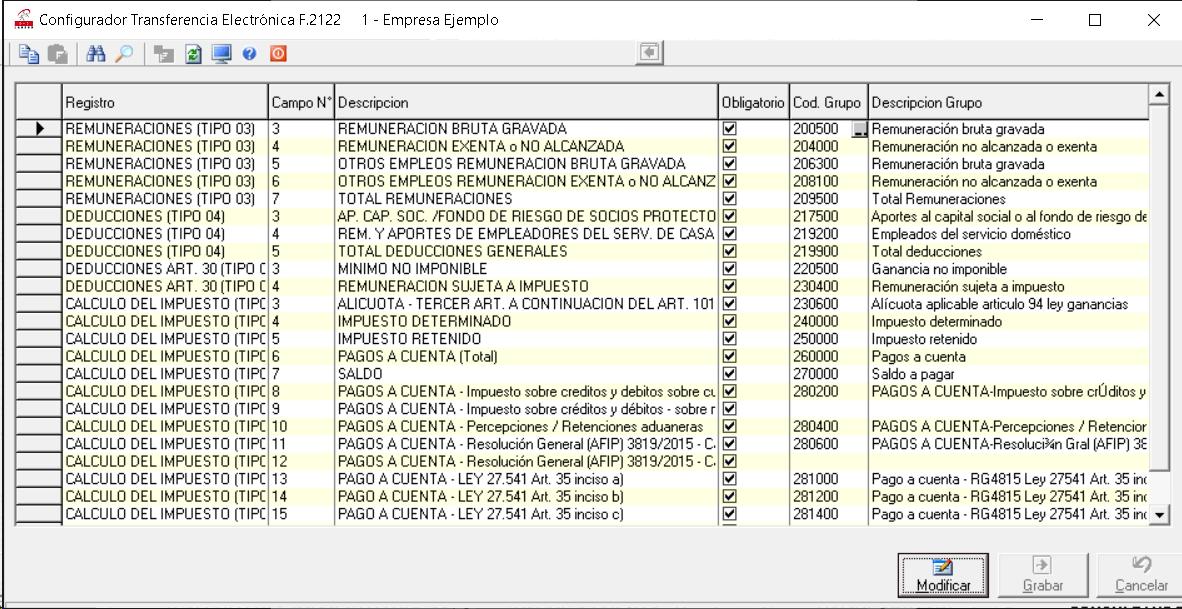 Configurador Transferencia Electrónica F.2122 1 - Empresa Ejemplo
Registro Campo N° Descripcion Obligatorio Cod. Grupo Descripcion Grupo
REMUNERACIONES (TIPO 03) 3 REMUNERACION BRUTA GRAVADA 200500 ... Remuneración bruta gravada
REMUNERACIONES (TIPO 03) 4 REMUNERACION EXENTA o NO ALCANZADA 204000 Remuneración no alcanzada o exenta
REMUNERACIONES (TIPO 03) 5 OTROS EMPLEOS REMUNERACION BRUTA GRAVADA 206300 Remuneración bruta gravada
REMUNERACIONES (TIPO 03) 6 OTROS EMPLEOS REMUNERACION EXENTA o NO ALCANZ 208100 Remuneración no alcanzada o exenta
REMUNERACIONES (TIPO 03) 7 TOTAL REMUNERACIONES 209500 Total Remuneraciones
DEDUCCIONES (TIPO 04) 3 AP. CAP. SOC. /FONDO DE RIESGO DE SOCIOS PROTECTO 217500 Aportes al capital social o al fondo de riesgo de
DEDUCCIONES (TIPO 04) 4 REM. Y APORTES DE EMPLEADORES DEL SERV. DE CASA 219200 Empleados del servicio doméstico
DEDUCCIONES (TIPO 04) 5 TOTAL DEDUCCIONES GENERALES 219900 Total deducciones
DEDUCCIONES ART. 30 (TIPO 0 3 MINIMO NO IMPONIBLE 220500 Ganancia no imponible
DEDUCCIONES ART. 30 (TIPO 0 4 REMUNERACION SUJETA A IMPUESTO 230400 Remuneración sujeta a impuesto
CALCULO DEL IMPUESTO (TIPO 3 ALICUOTA - TERCER ART. A CONTINUACION DEL ART. 101 230600 Alícuota aplicable articulo 94 ley ganancias
CALCULO DEL IMPUESTO (TIPO 4 IMPUESTO DETERMINADO 240000 Impuesto determinado
CALCULO DEL IMPUESTO (TIPO 5 IMPUESTO RETENIDO 250000 Impuesto retenido
CALCULO DEL IMPUESTO (TIPO 6 PAGOS A CUENTA (Total) 260000 Pagos a cuenta
CALCULO DEL IMPUESTO (TIPO 7 SALDO 270000 Saldo a pagar
CALCULO DEL IMPUESTO (TIPO 8 PAGOS A CUENTA - Impuesto sobre creditos y debitos sobre cu 280200 PAGOS A CUENTA-Impuesto sobre crÚditos y
CALCULO DEL IMPUESTO (TIPO 9 PAGOS A CUENTA - Impuesto sobre créditos y débitos - sobre
CALCULO DEL IMPUESTO (TIPO 10 PAGOS A CUENTA - Percepciones / Retenciones aduaneras 280400 PAGOS A CUENTA-Percepciones / Retencior
CALCULO DEL IMPUESTO (TIPO 11 PAGOS A CUENTA - Resolución General (AFIP) 3819/2015 - C 280600 PAGOS A CUENTA-Resoluci¾n Gral (AFIP) 38
CALCULO DEL IMPUESTO (TIPO 12 PAGOS A CUENTA - Resolución General (AFIP) 3819/2015 - C
CALCULO DEL IMPUESTO (TIPO 13 PAGO A CUENTA - LEY 27.541 Art. 35 inciso a) 281000 Pago a cuenta - RG4815 Ley 27541 Art. 35 inc
CALCULO DEL IMPUESTO (TIPO 14 PAGO A CUENTA - LEY 27.541 Art. 35 inciso b) 281200 Pago a cuenta - RG4815 Ley 27541 Art. 35 inc
CALCULO DEL IMPUESTO (TIPO 15 PAGO A CUENTA - LEY 27.541 Art. 35 inciso c) 281400 Pago a cuenta - RG4815 Ley 27541 Art. 35 inc
Modificar Grabar Cancelar